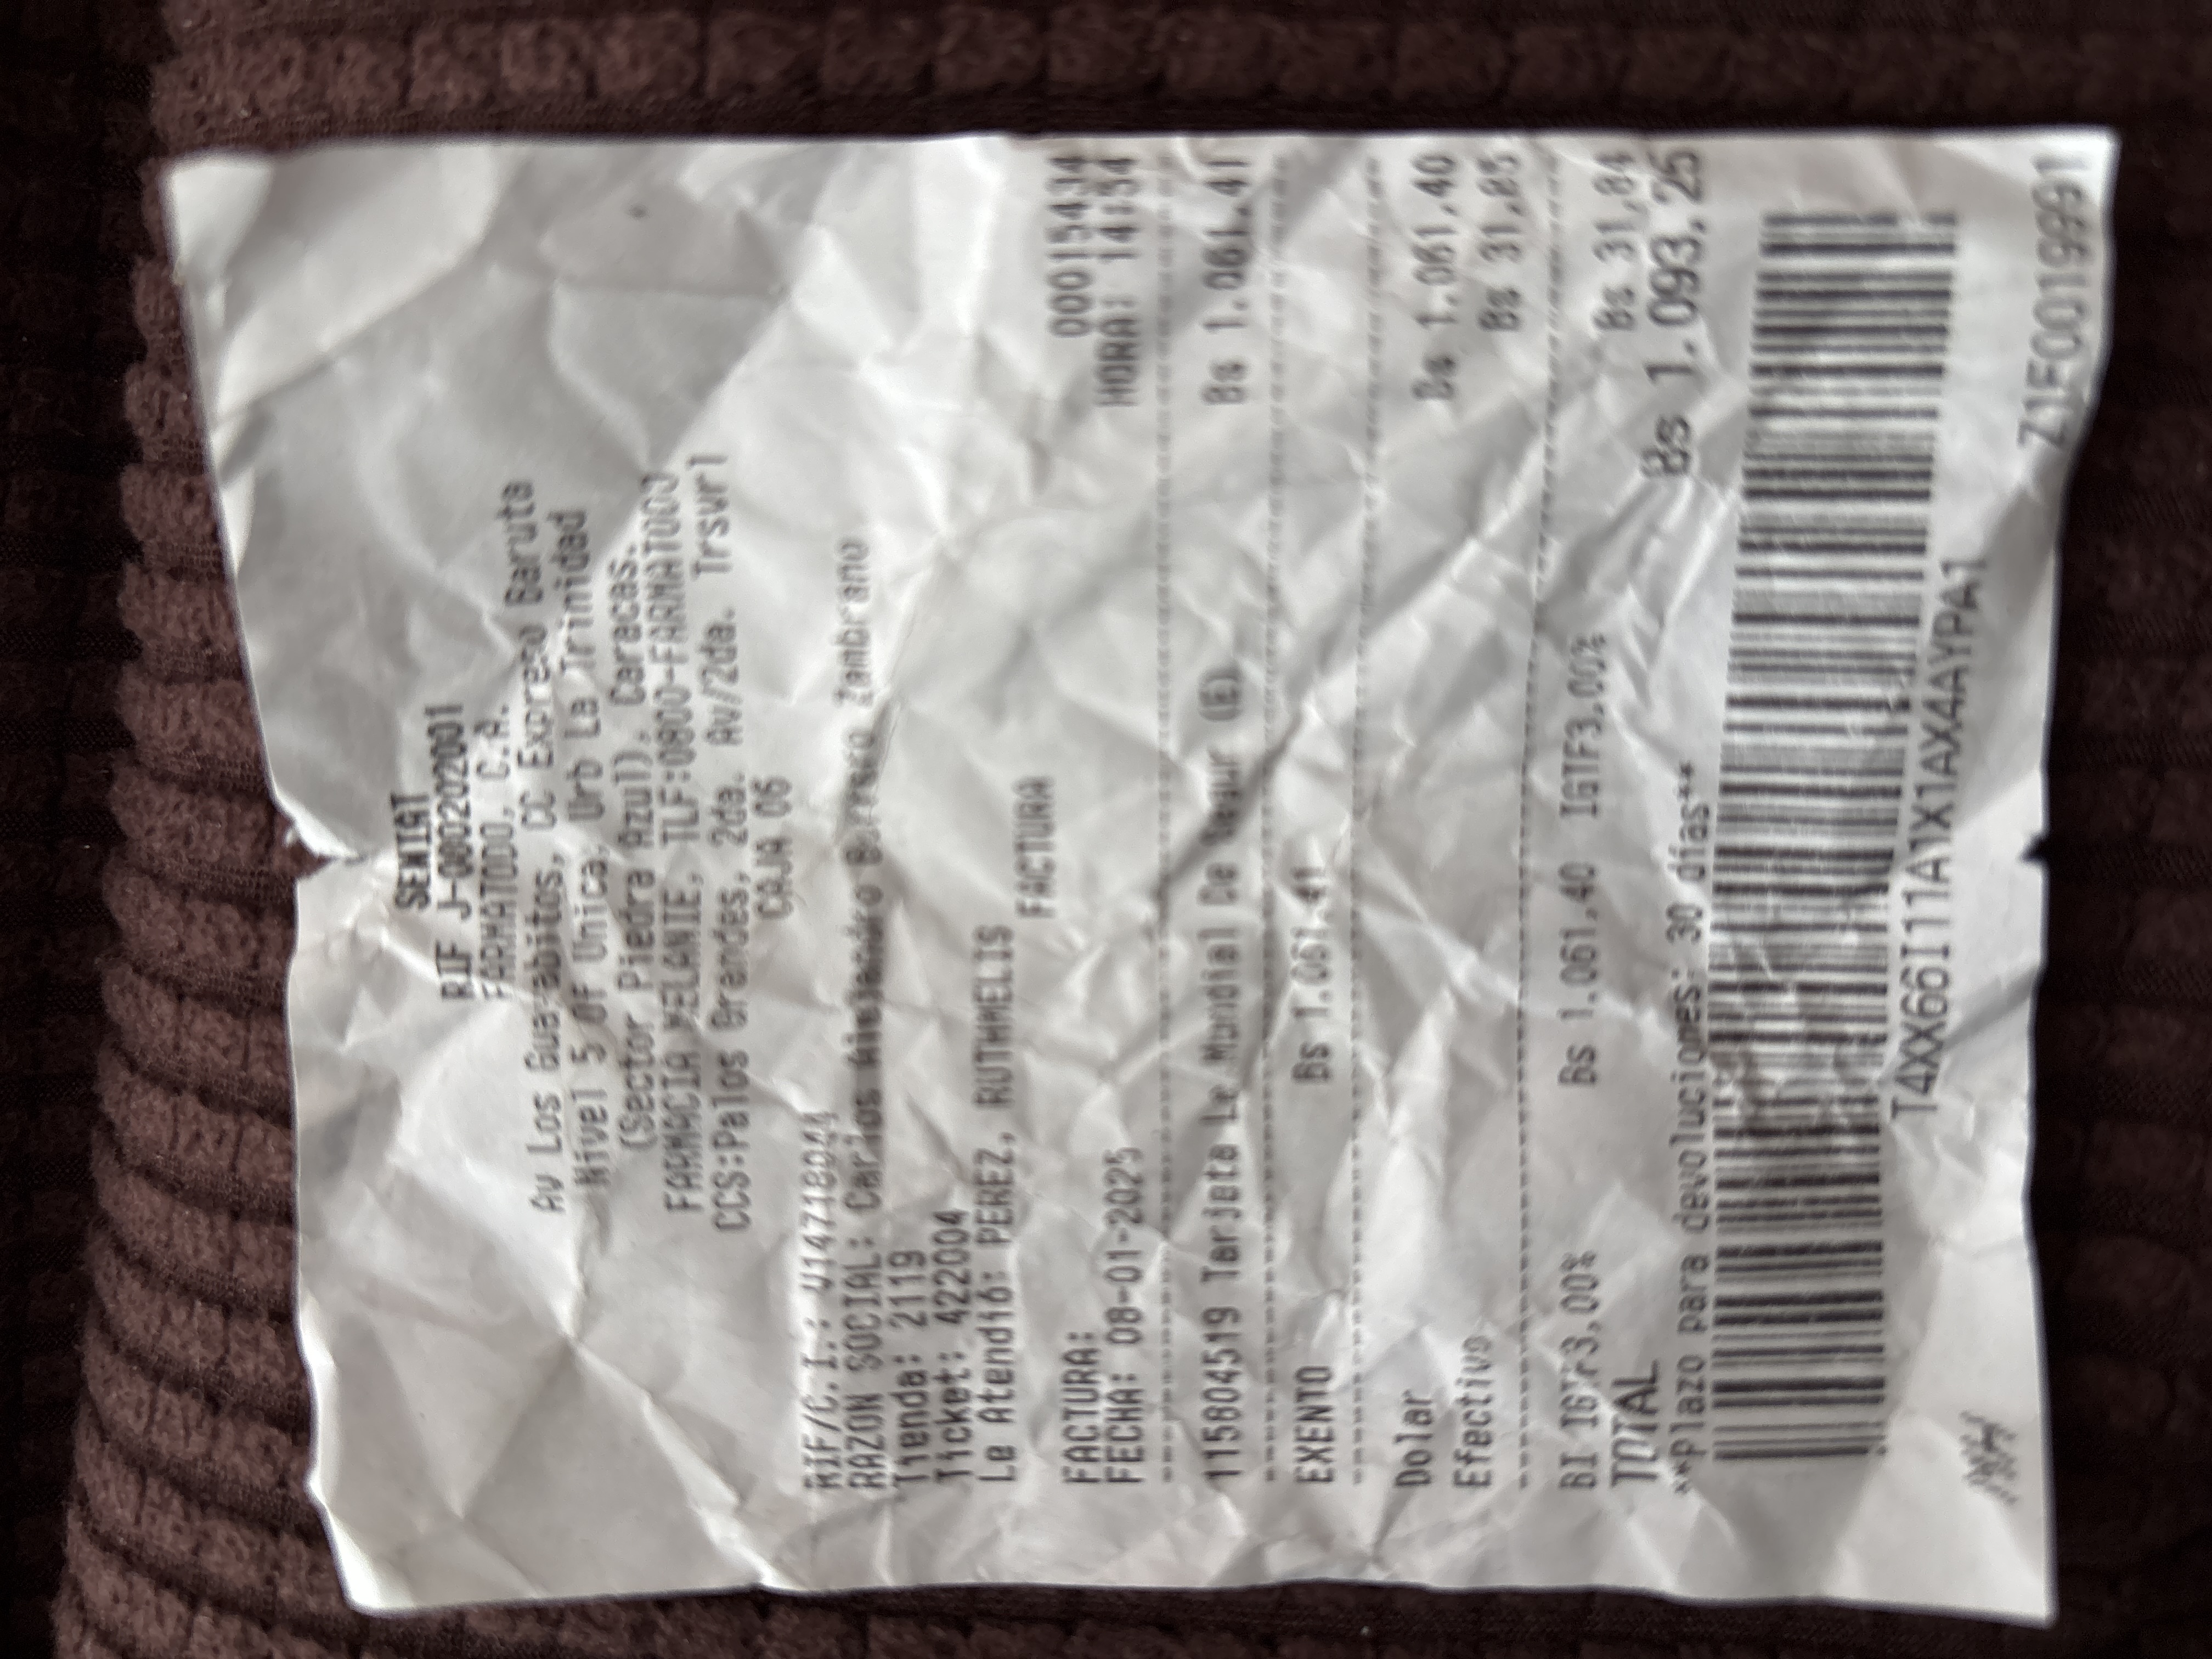 SENIAT
RIF J-000202001
FARMATODO, C.A.
Av Los Guayabitos, CC Expreso Baruta
Nivel 5 Of Unica, Urb La Trinidad
(Sector Piedra Azul), Caracas.
FARMACIA MELANIE, TLF:0800-FARMATODO
CCS:Palos Grandes, 2da. Av/2da. Trsvrl
CAJA 06
RIF/C.I.:
RAZON SOCIAL: Carlos Alejandro Zambrano
Tienda: 2119
Ticket: 422004
Le Atendió: PEREZ, RUTHMELIS
FACTURA
FACTURA: 00015434
FECHA: 08-01-2025 HORA: 14:54
115804519 Tarjeta Le Mundial De (E) Bs 1.061,41
EXENTO Bs 1.061,41
Dolar Bs 1.061,40
Efectivo Bs 31,85
BI IGTF3,00% Bs 1.061,40 IGTF3,00% Bs 31,84
TOTAL Bs 1.093,25
**Plazo para devoluciones: 30 días**
T4XX66I11A1X1AX4AYPA1
MH Z1F0019991